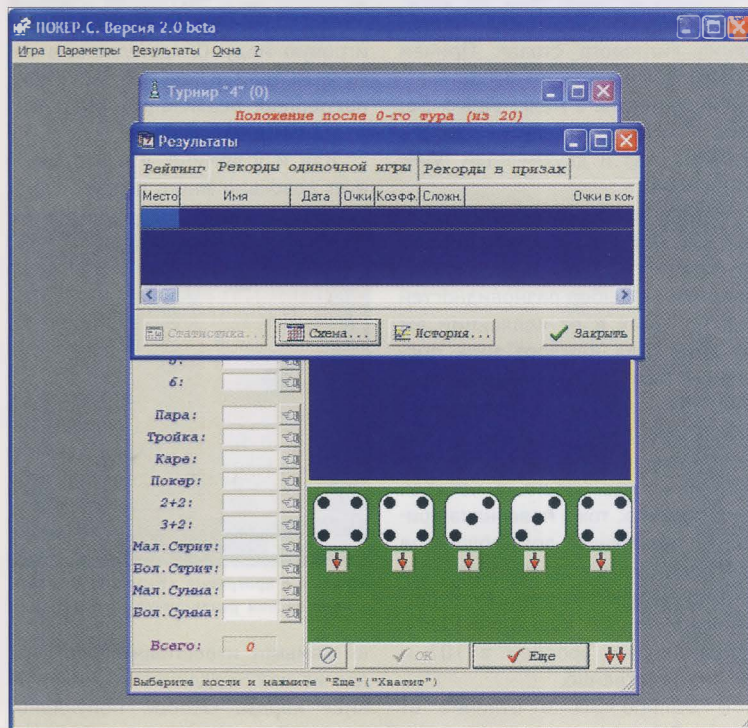 ПОКЕР.С. Версия 2.0 beta
Игра Параметры Результаты Окна ?
Турнир "4" (0)
Положение после 0-го тура (из 20)
Результаты
Рейтинг Рекорды одиночной игры Рекорды в призах
Место Имя Дата Очки Коэфф. Сложн. Очки в ком
Статистика... Схема... История... Закрыть
6:
Пара:
Тройка:
Каре:
Покер:
2+2:
3+2:
Мал.Стрит:
Бол.Стрит:
Мал.Сумма:
Бол.Сумма:
Всего: 0
ОК Еще
Выберите кости и нажмите "Еще"("Хватит")